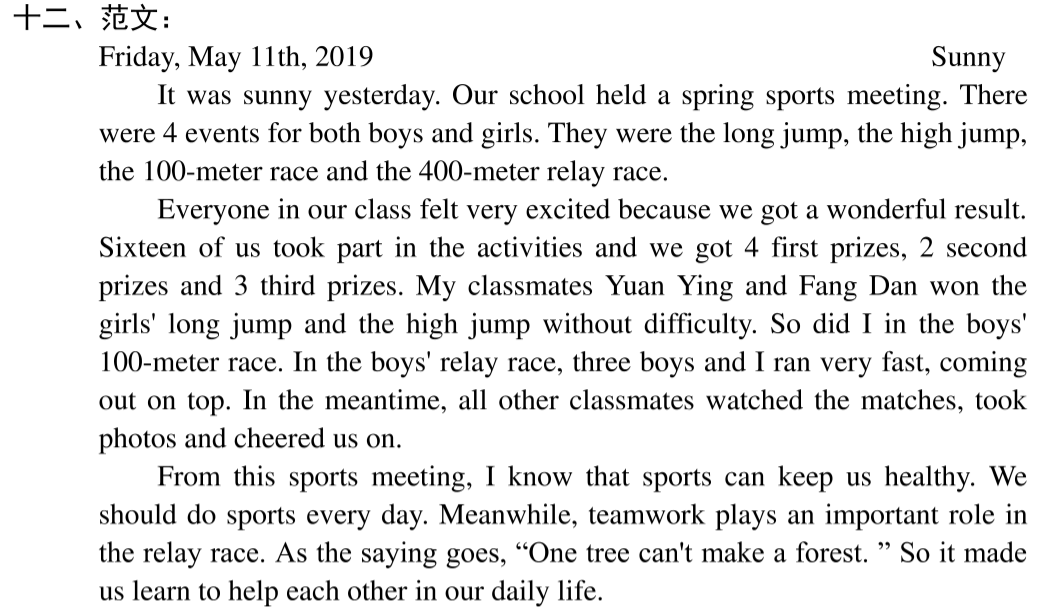 十二、范文：
Friday, May 11th, 2019 Sunny
It was sunny yesterday. Our school held a spring sports meeting. There
were 4 events for both boys and girls. They were the long jump, the high jump,
the 100-meter race and the 400-meter relay race.
Everyone in our class felt very excited because we got a wonderful result.
Sixteen of us took part in the activities and we got 4 first prizes, 2 second
prizes and 3 third prizes. My classmates Yuan Ying and Fang Dan won the
girls' long jump and the high jump without difficulty. So did I in the boys'
100-meter race. In the boys' relay race, three boys and I ran very fast, coming
out on top. In the meantime, all other classmates watched the matches, took
photos and cheered us on.
From this sports meeting, I know that sports can keep us healthy. We
should do sports every day. Meanwhile, teamwork plays an important role in
the relay race. As the saying goes, “One tree can't make a forest. ” So it made
us learn to help each other in our daily life.